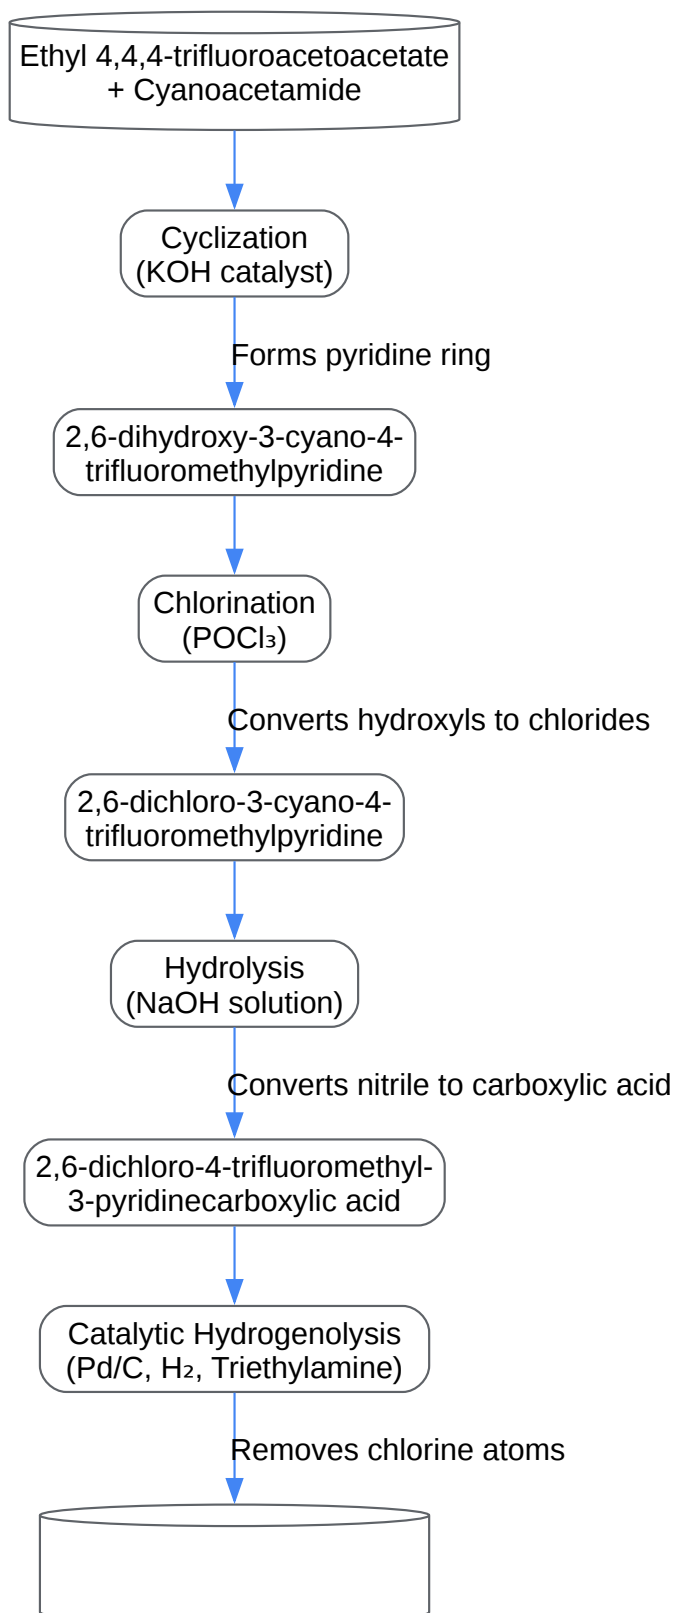 Ethyl 4,4,4-trifluoroacetoacetate
+ Cyanoacetamide
Cyclization
(KOH catalyst)
Forms pyridine ring
2,6-dihydroxy-3-cyano-4-
trifluoromethylpyridine
Chlorination
(POCl₃)
Converts hydroxyls to chlorides
2,6-dichloro-3-cyano-4-
trifluoromethylpyridine
Hydrolysis
(NaOH solution)
Converts nitrile to carboxylic acid
2,6-dichloro-4-trifluoromethyl-
3-pyridinecarboxylic acid
Catalytic Hydrogenolysis
(Pd/C, H₂, Triethylamine)
Removes chlorine atoms